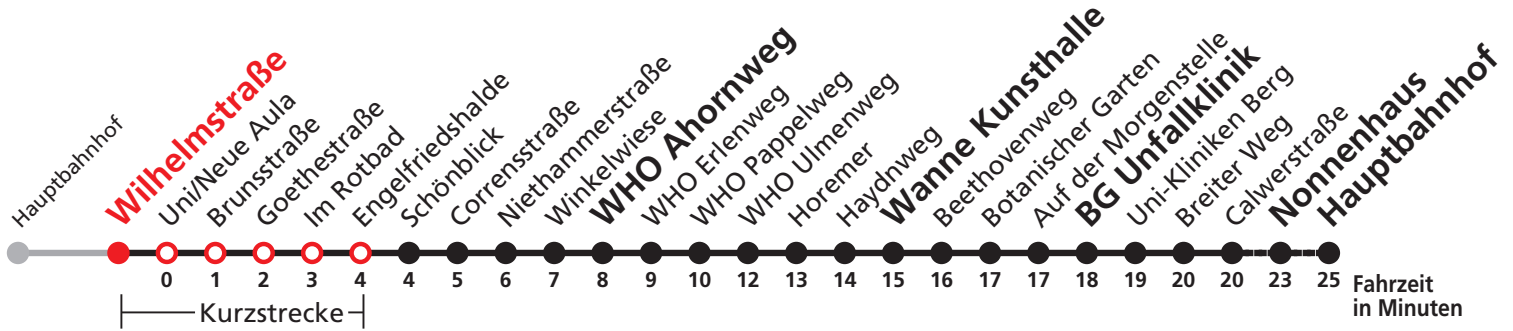 Hauptbahnhof
Wilhelmstraße
Uni/Neue Aula
Brunsstraße
Goethestraße
Im Rotbad
Engelfriedshalde
Schönblick
Corrensstraße
Niethammerstraße
Winkelwiese
WHO Ahornweg
WHO Erlenweg
WHO Pappelweg
WHO Ulmenweg
Horemer
Haydnweg
Wanne Kunsthalle
Beethovenweg
Botanischer Garten
Auf der Morgenstelle
BG Unfallklinik
Uni-Kliniken Berg
Breiter Weg
Calwerstraße
Nonnenhaus
Hauptbahnhof
0 1 2 3 4 4 5 6 7 8 9 10 12 13 14 15 16 17 17 18 19 20 20 23 25
Fahrzeit
in Minuten
Kurzstrecke